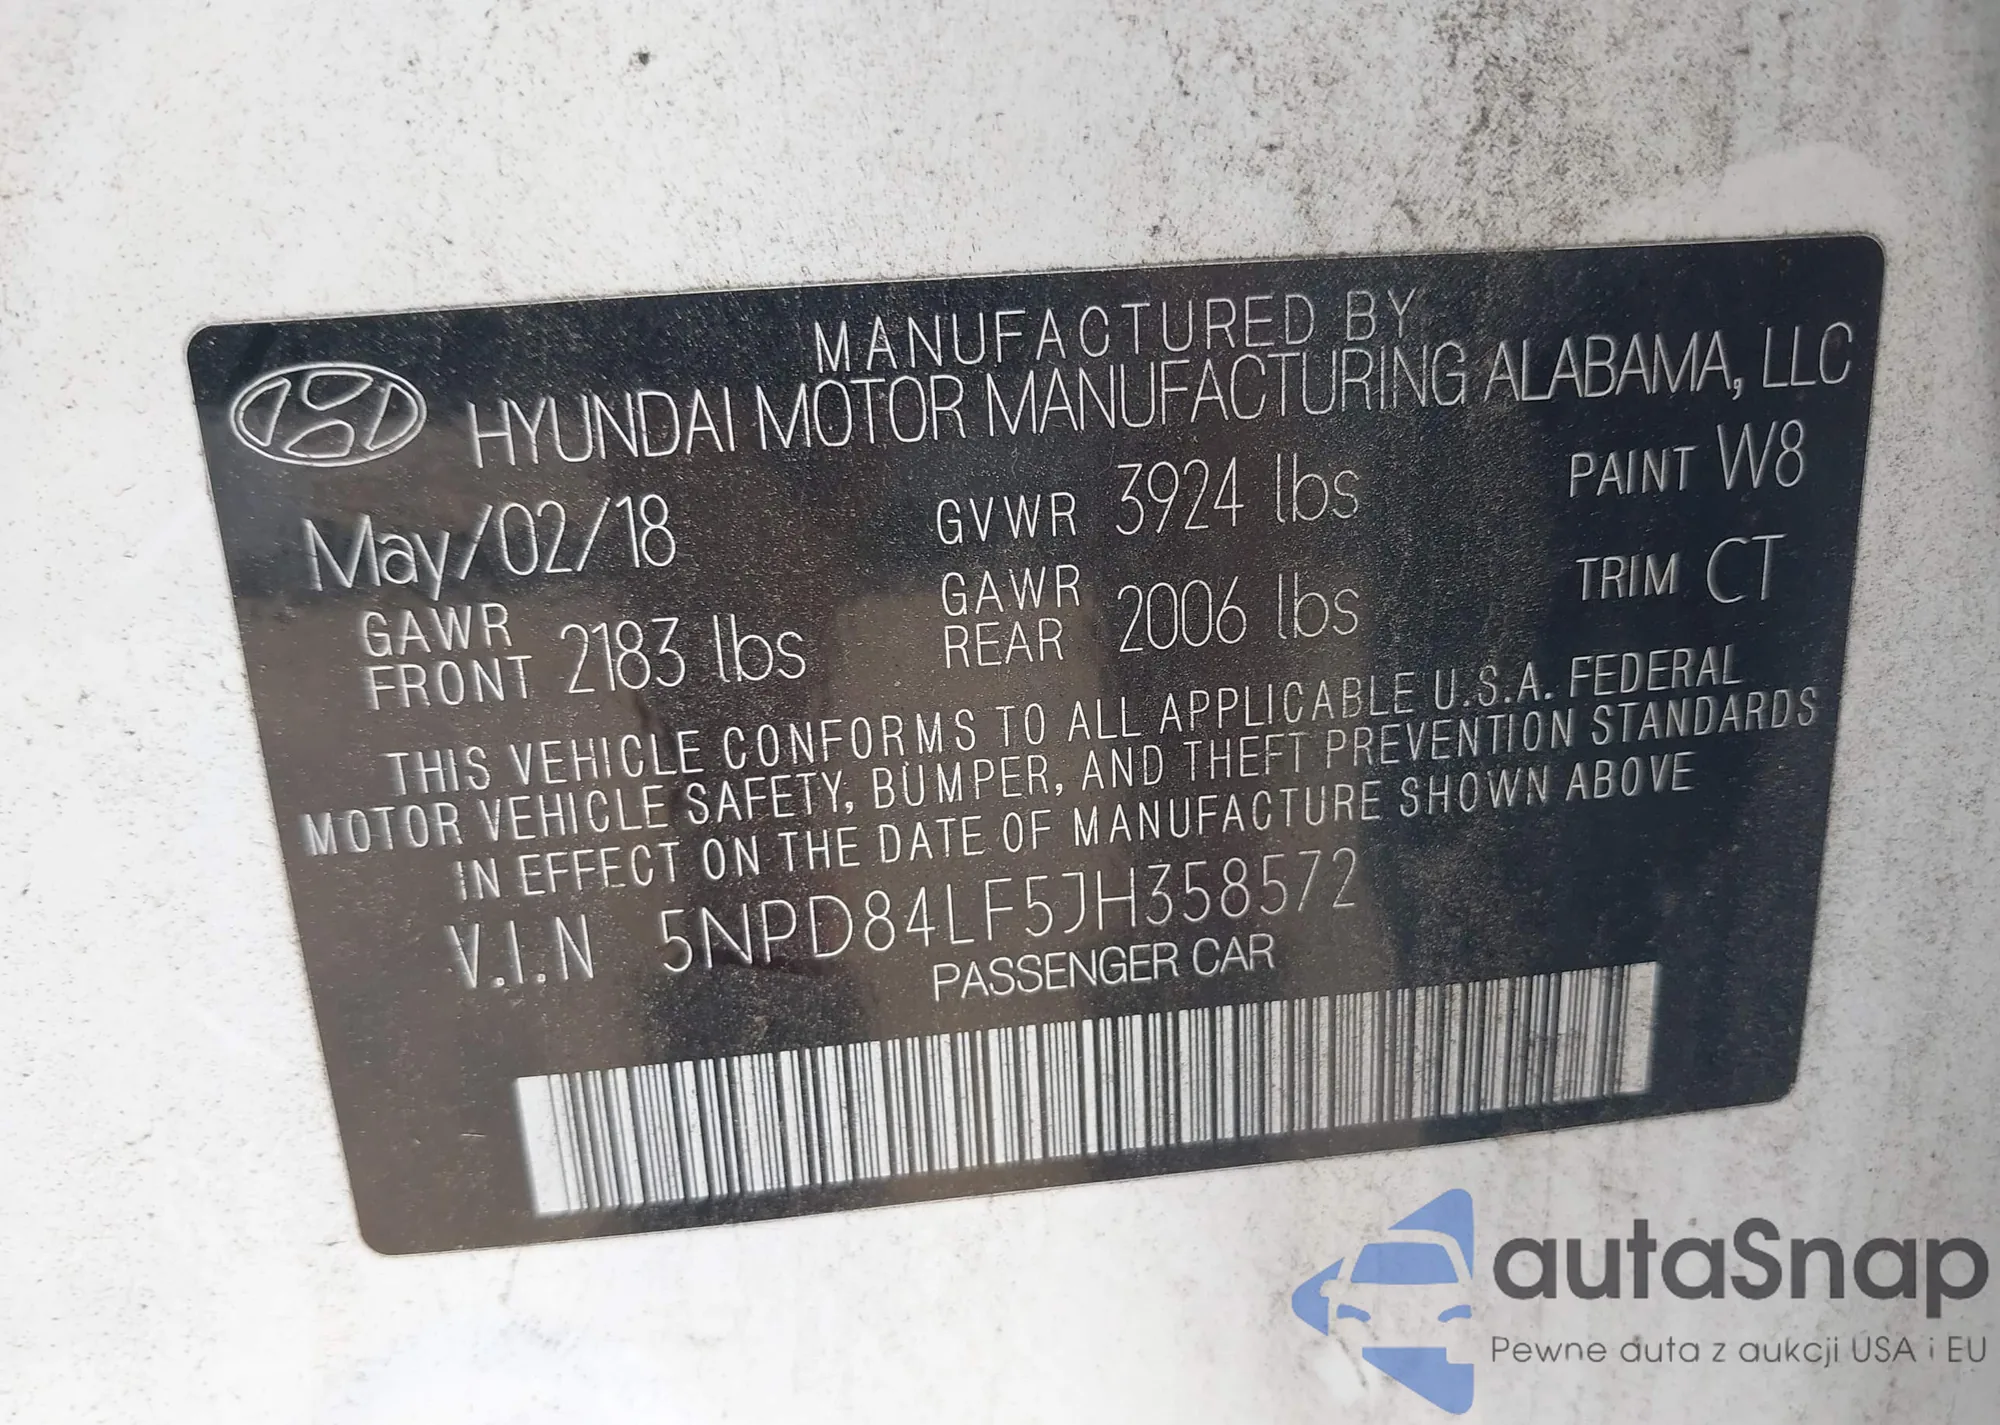 MANUFACTURED BY
HYUNDAI MOTOR MANUFACTURING ALABAMA, LLC
May/02/18 GVWR 3924 lbs PAINT W8
GAWR FRONT 2183 lbs GAWR REAR 2006 lbs TRIM CT
THIS VEHICLE CONFORMS TO ALL APPLICABLE U.S.A. FEDERAL
MOTOR VEHICLE SAFETY, BUMPER, AND THEFT PREVENTION STANDARDS
IN EFFECT ON THE DATE OF MANUFACTURE SHOWN ABOVE
V.I.N 5NPD84LF5JH358572
PASSENGER CAR
autaSnap
Pewne auta z aukcji USA i EU